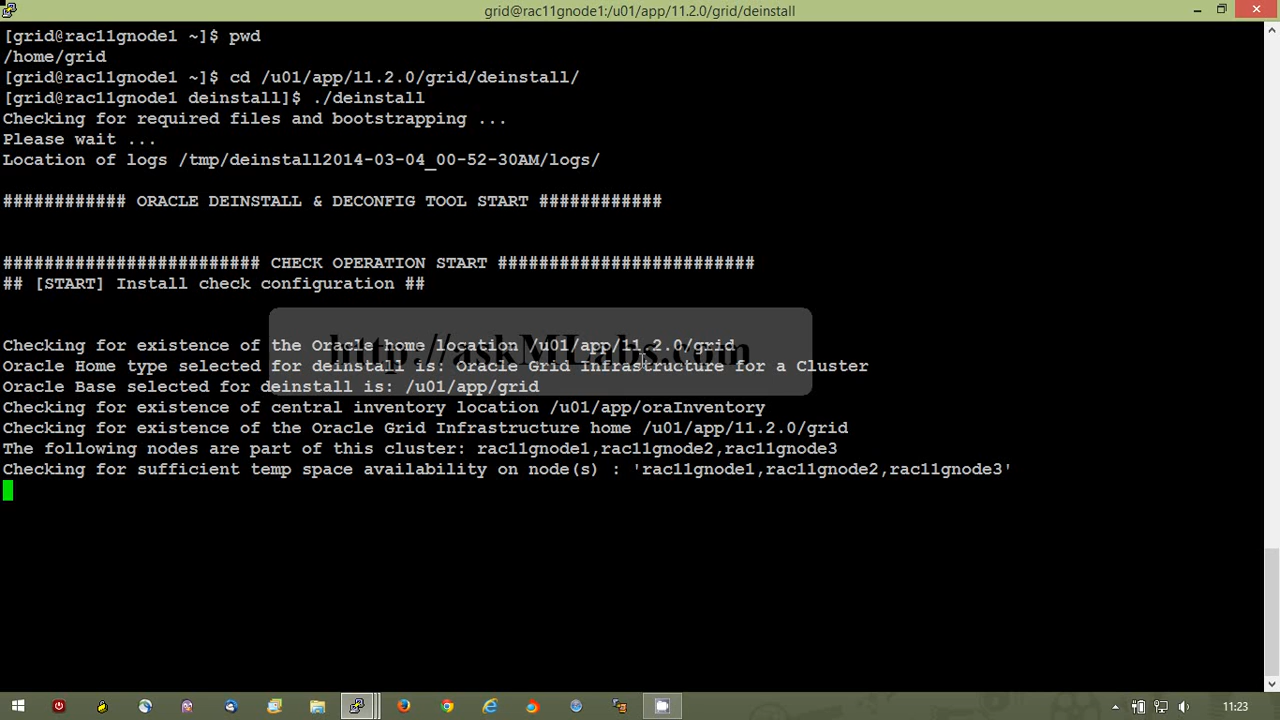 grid@rac11gnode1:/u01/app/11.2.0/grid/deinstall
[grid@rac11gnode1 ~]$ pwd
/home/grid
[grid@rac11gnode1 ~]$ cd /u01/app/11.2.0/grid/deinstall/
[grid@rac11gnode1 deinstall]$ ./deinstall
Checking for required files and bootstrapping ...
Please wait ...
Location of logs /tmp/deinstall2014-03-04_00-52-30AM/logs/
############ ORACLE DEINSTALL & DECONFIG TOOL START ############
######################### CHECK OPERATION START #########################
## [START] Install check configuration ##
Checking for existence of the Oracle home location /u01/app/11.2.0/grid
http://askMLabs.com
Oracle Home type selected for deinstall is: Oracle Grid Infrastructure for a Cluster
Oracle Base selected for deinstall is: /u01/app/grid
Checking for existence of central inventory location /u01/app/oraInventory
Checking for existence of the Oracle Grid Infrastructure home /u01/app/11.2.0/grid
The following nodes are part of this cluster: rac11gnode1,rac11gnode2,rac11gnode3
Checking for sufficient temp space availability on node(s) : 'rac11gnode1,rac11gnode2,rac11gnode3'
11:23